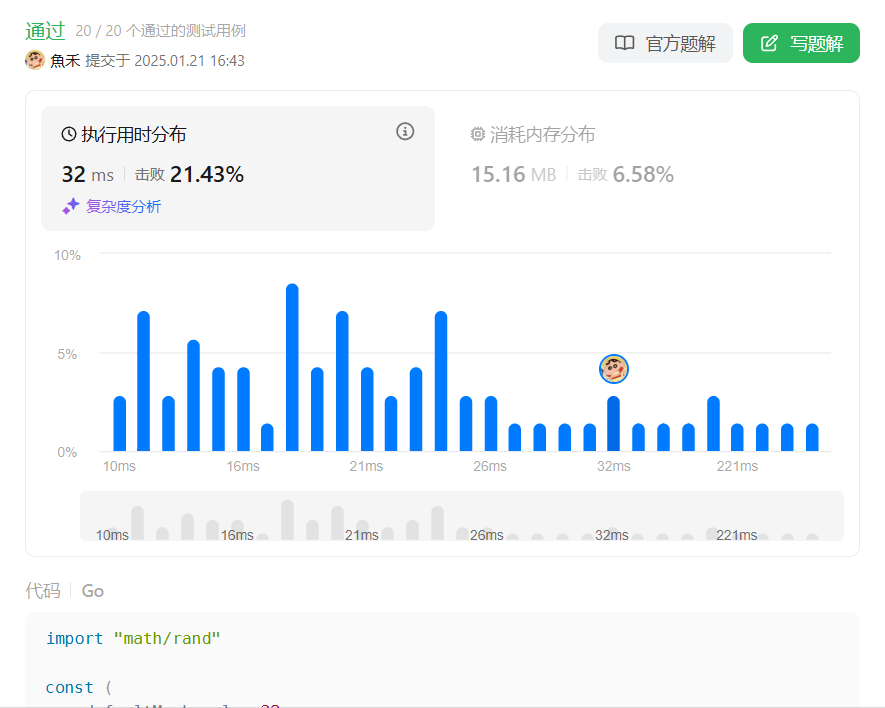 通过 20 / 20 个通过的测试用例
官方题解
写题解
魚禾 提交于 2025.01.21 16:43
执行用时分布
32 ms 击败 21.43%
复杂度分析
消耗内存分布
15.16 MB 击败 6.58%
10%
5%
0%
10ms 16ms 21ms 26ms 32ms 221ms
10ms 16ms 21ms 26ms 32ms 221ms
代码 Go
import "math/rand"
const (